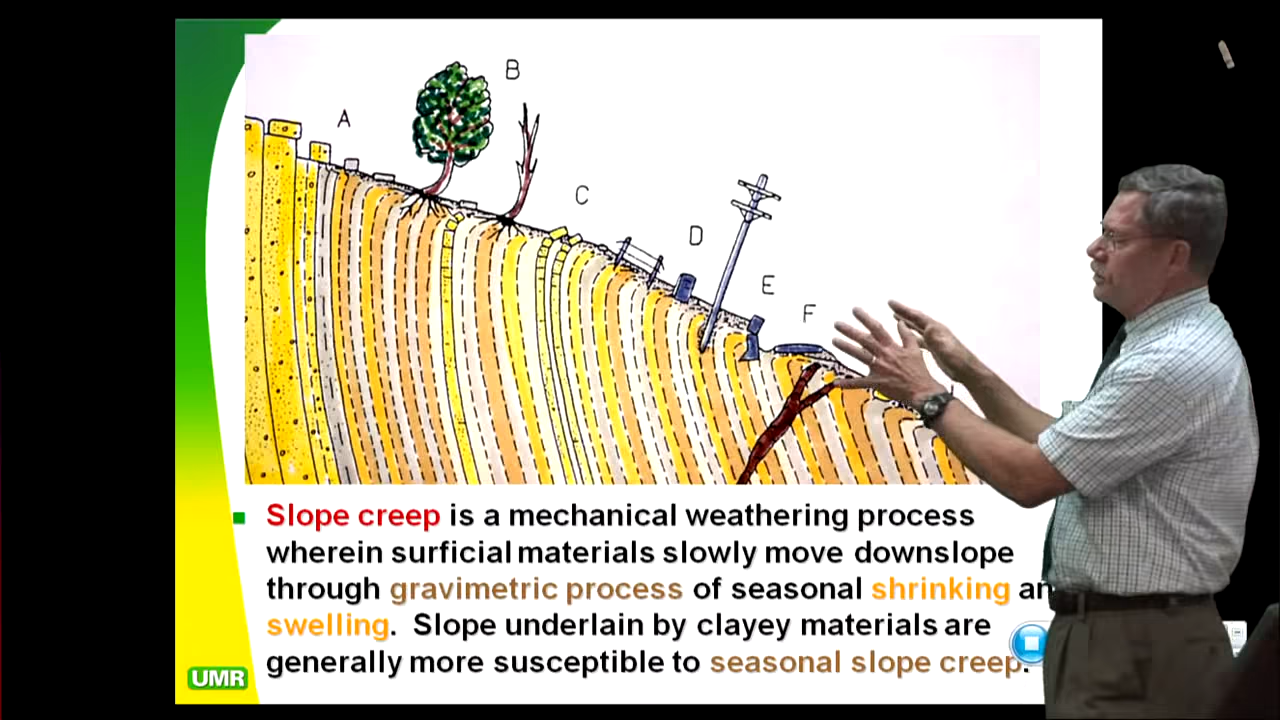 A
B
C
D
E
F
Slope creep is a mechanical weathering process
wherein surficial materials slowly move downslope
through gravimetric process of seasonal shrinking an
swelling. Slope underlain by clayey materials are
generally more susceptible to seasonal slope creep.
UMR